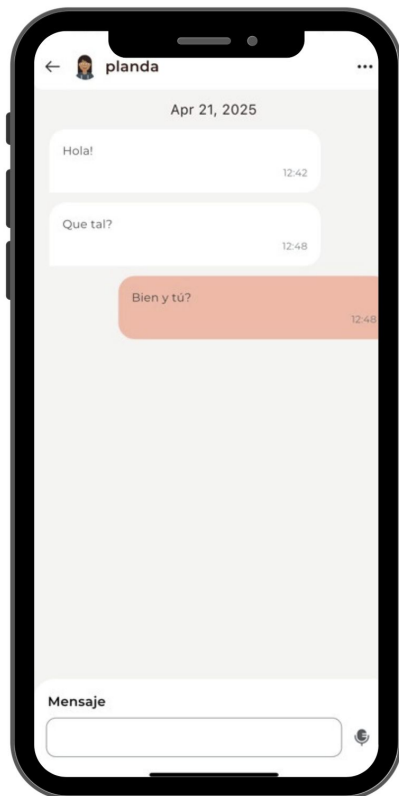 planda
Apr 21, 2025
Hola!
12:42
Que tal?
12:48
Bien y tú?
12:48
Mensaje